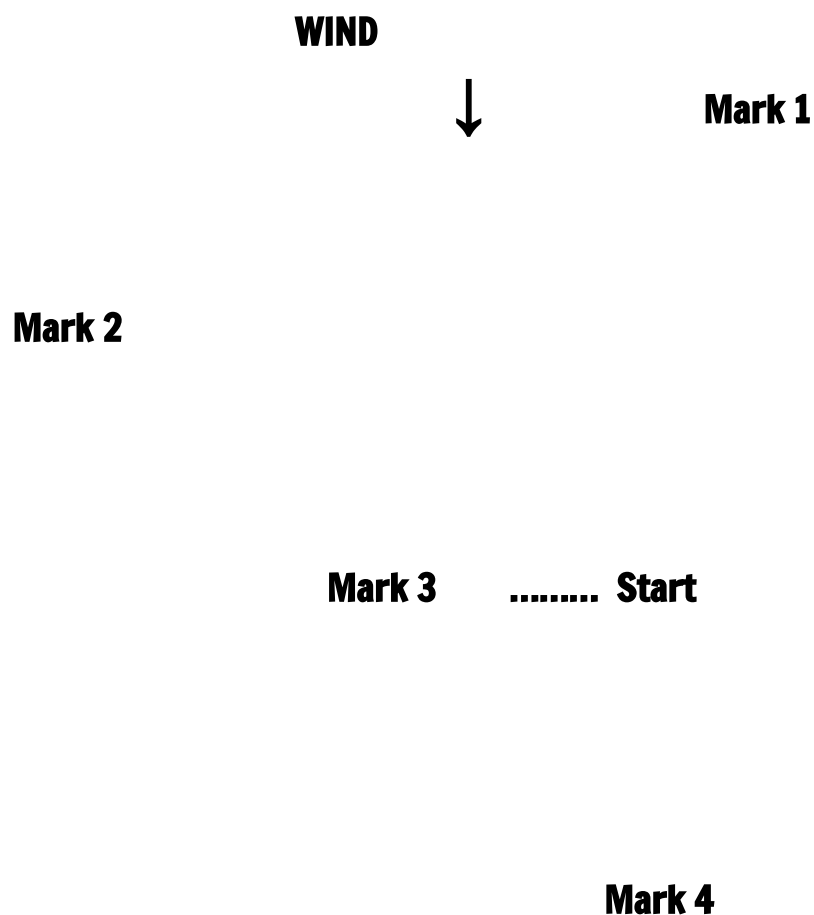 WIND
↓
Mark 1
Mark 2
Mark 3 ......... Start
Mark 4